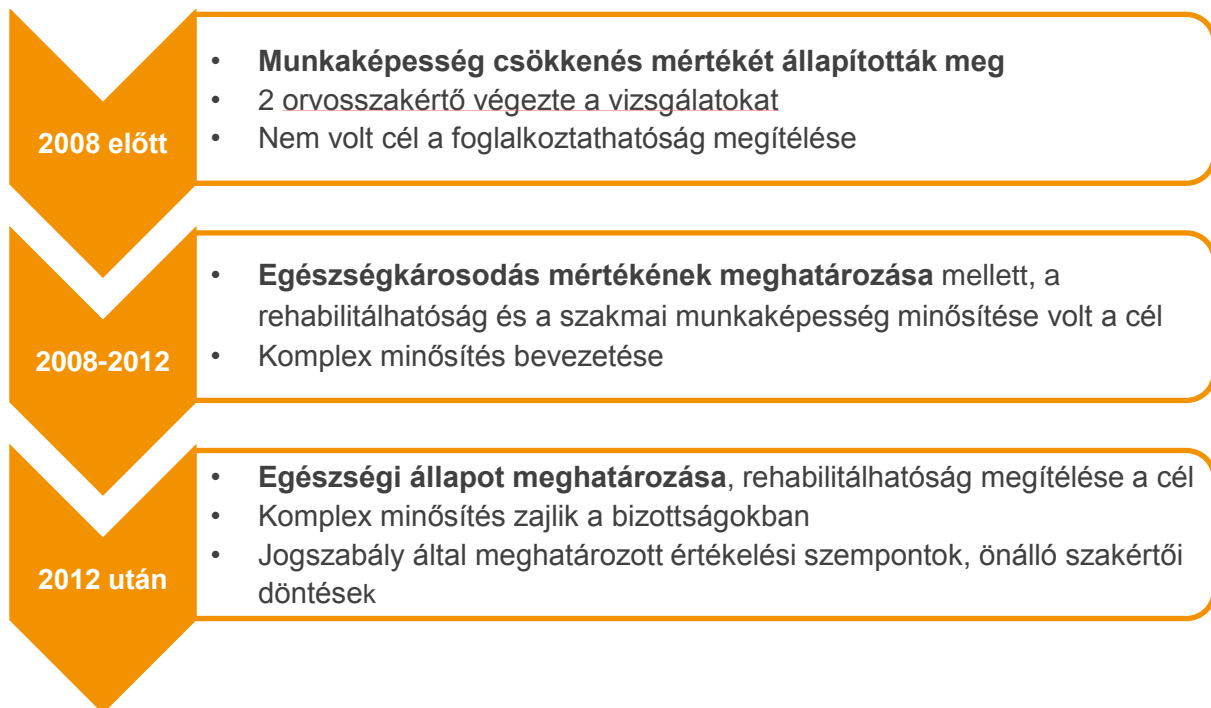 2008 előtt
• Munkaképesség csökkenés mértékét állapították meg
• 2 orvosszakértő végezte a vizsgálatokat
• Nem volt cél a foglalkoztathatóság megítélése
2008-2012
• Egészségkárosodás mértékének meghatározása mellett, a
rehabilitálhatóság és a szakmai munkaképesség minősítése volt a cél
• Komplex minősítés bevezetése
2012 után
• Egészségi állapot meghatározása, rehabilitálhatóság megítélése a cél
• Komplex minősítés zajlik a bizottságokban
• Jogszabály által meghatározott értékelési szempontok, önálló szakértői
döntések